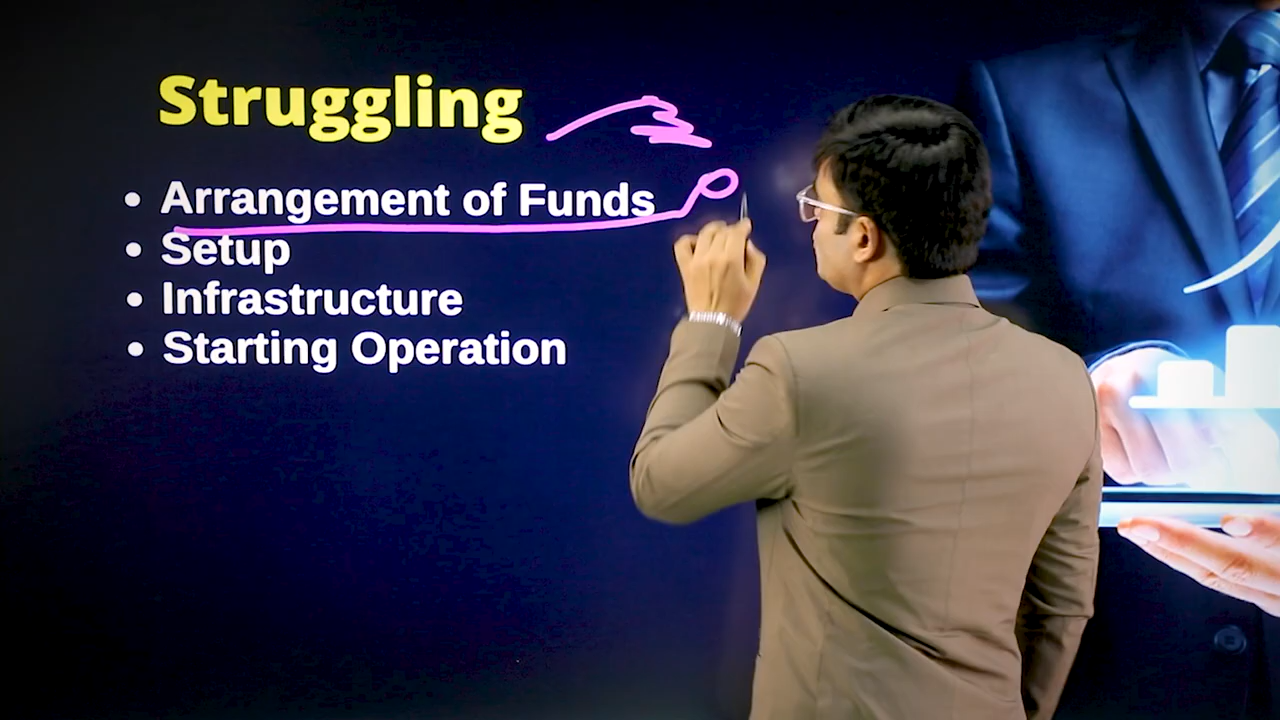 Struggling
• Arrangement of Funds
• Setup
• Infrastructure
• Starting Operation